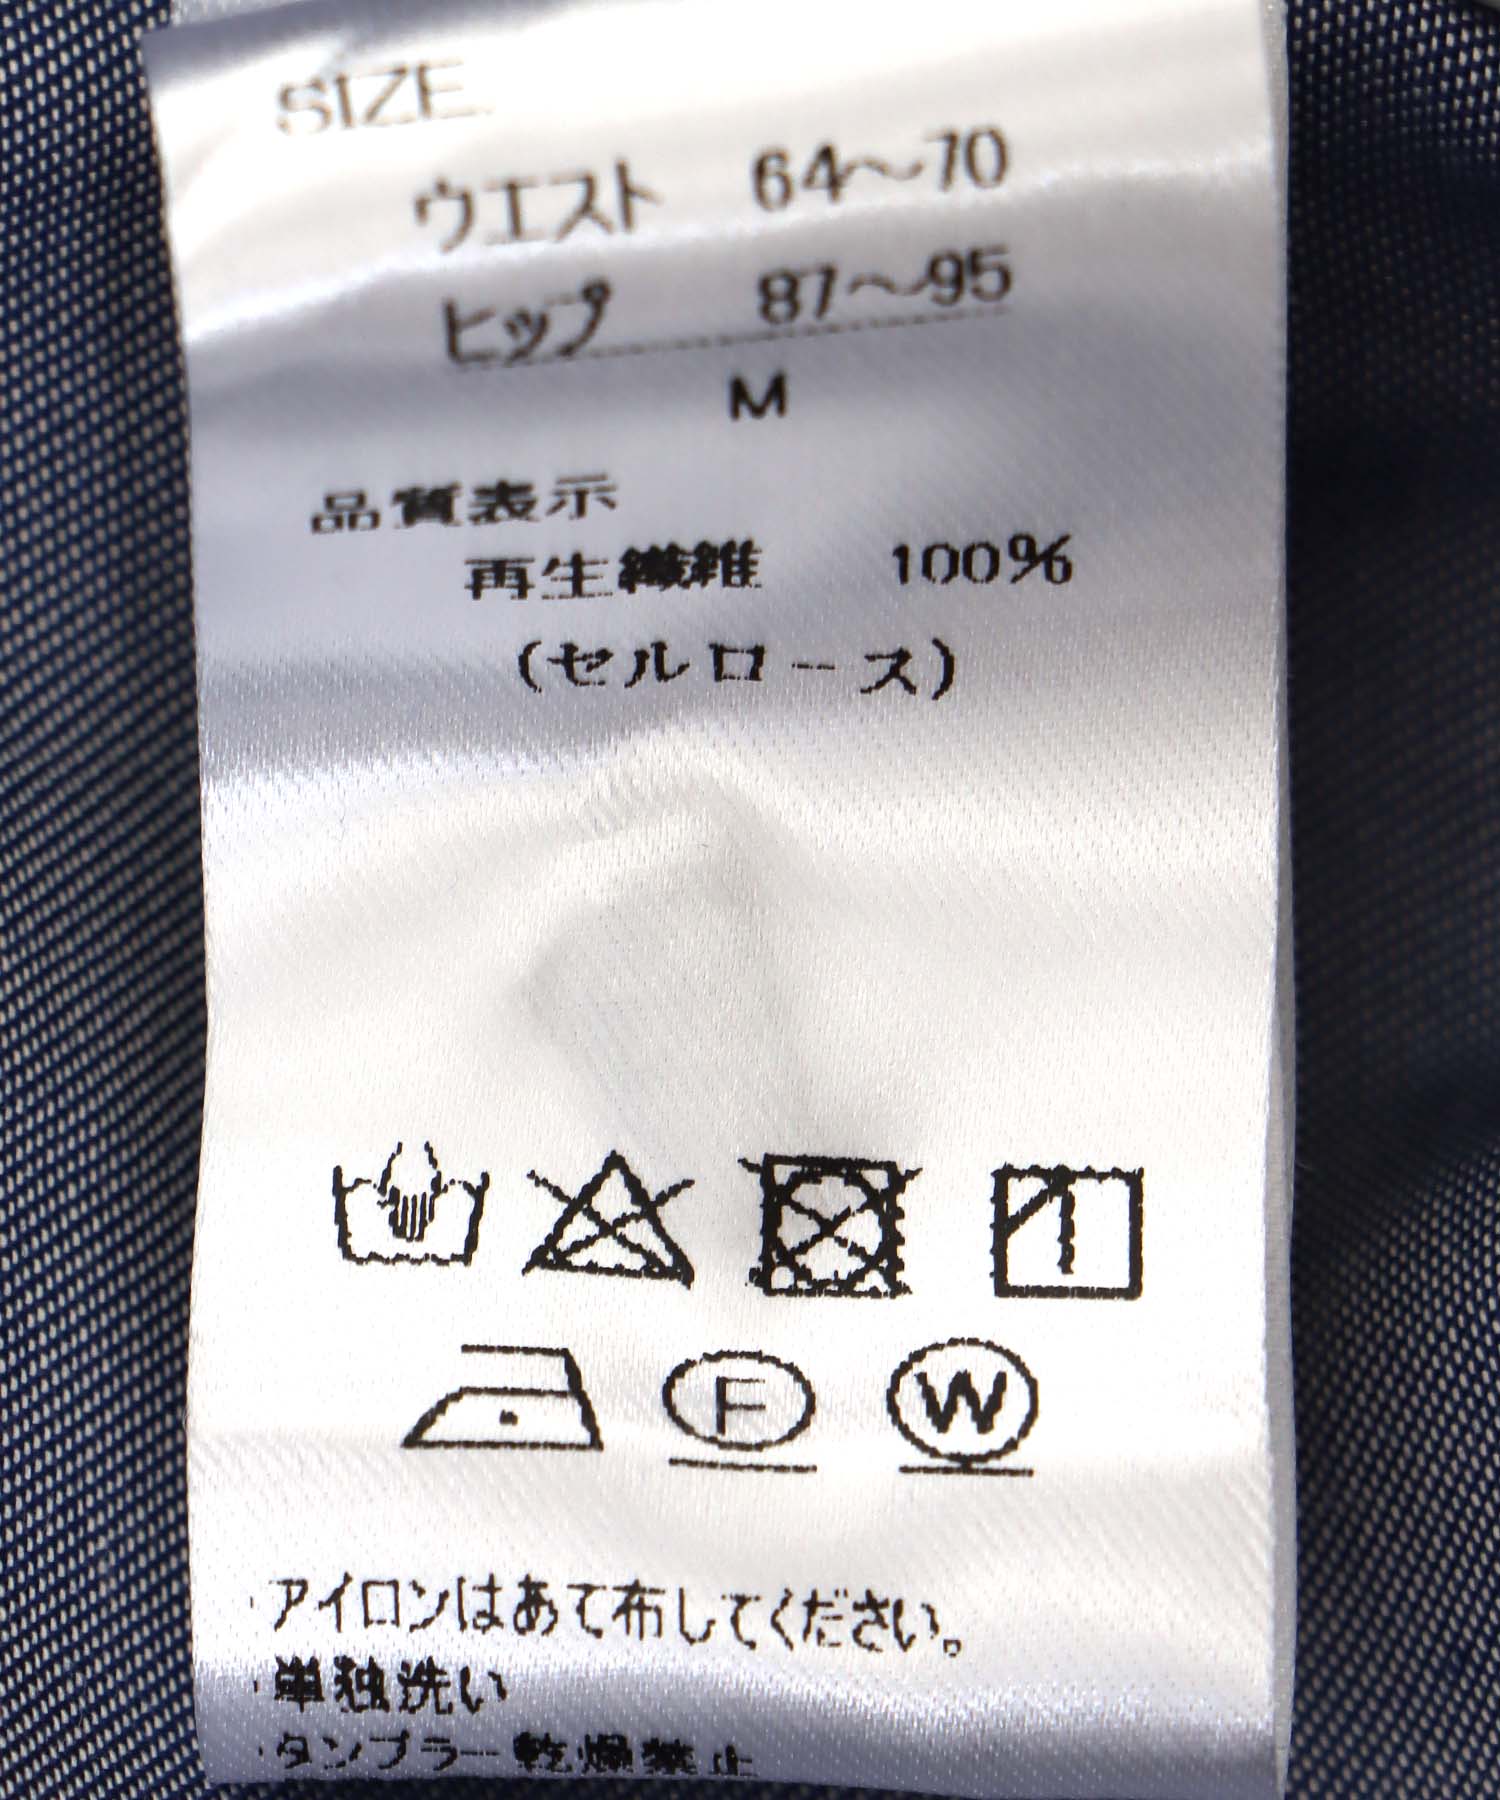 SIZE
ウエスト 64～70
ヒップ 87～95
M
品質表示
再生繊維 100%
(セルロース)
F W
・アイロンはあて布してください。
・単独洗い
・タンブラー乾燥禁止